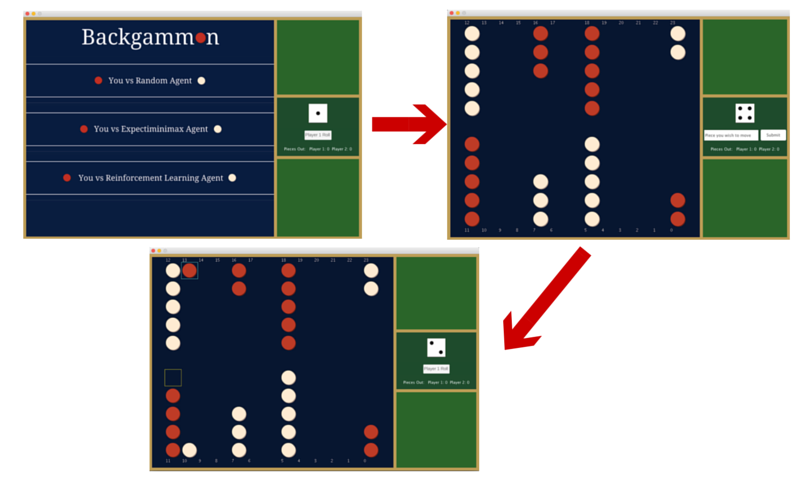 Backgammon
You vs Random Agent
You vs Expectiminimax Agent
You vs Reinforcement Learning Agent
Player 1 Roll
Pieces Out: Player 1: 0 Player 2: 0
12 13 14 15 16 17 18 19 20 21 22 23
Piece you wish to move Submit
Pieces Out: Player 1: 0 Player 2: 0
11 10 9 8 7 6 5 4 3 2 1 0
12 13 14 15 16 17 18 19 20 21 22 23
Player 1 Roll
Pieces Out: Player 1: 0 Player 2: 0
11 10 9 8 7 6 5 4 3 2 1 0